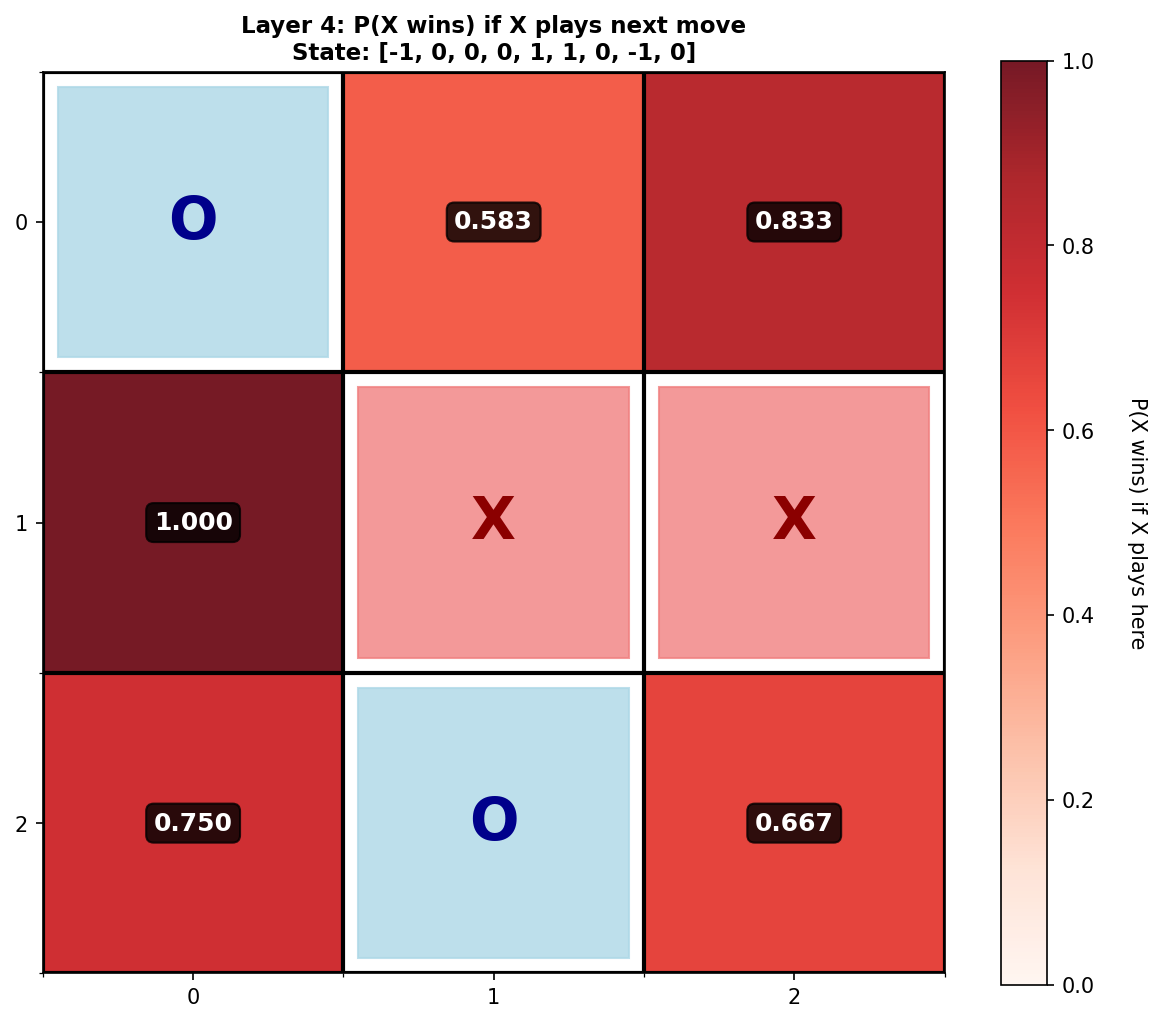 Layer 4: P(X wins) if X plays next move
State: [-1, 0, 0, 0, 1, 1, 0, -1, 0]
O
0.583
0.833
1.000
X
X
0.750
O
0.667
0
1
2
0
1
2
1.0
0.8
0.6
0.4
0.2
0.0
P(X wins) if X plays here